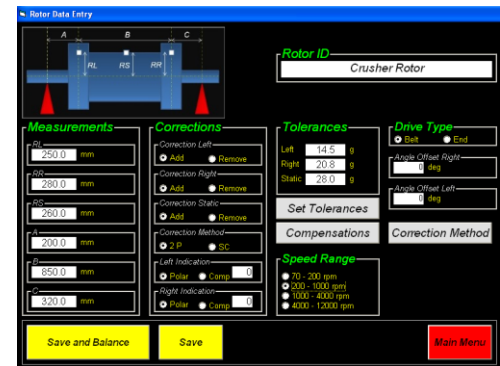 Rotor Data Entry
A B C
RL RS RR
Rotor ID
Crusher Rotor
Measurements
RL
250.0 mm
RR
280.0 mm
RS
260.0 mm
A
200.0 mm
B
850.0 mm
C
320.0 mm
Corrections
Correction Left
Add Remove
Correction Right
Add Remove
Correction Static
Add Remove
Correction Method
2 P SC
Left Indication
Polar Comp 0
Right Indication
Polar Comp 0
Tolerances
Left 14.5 g
Right 20.8 g
Static 28.0 g
Set Tolerances
Compensations
Speed Range
70 - 200 rpm
200 - 1000 rpm
1000 - 4000 rpm
4000 - 12000 rpm
Drive Type
Belt End
Angle Offset Right
0 deg
Angle Offset Left
0 deg
Correction Method
Save and Balance
Save
Main Menu